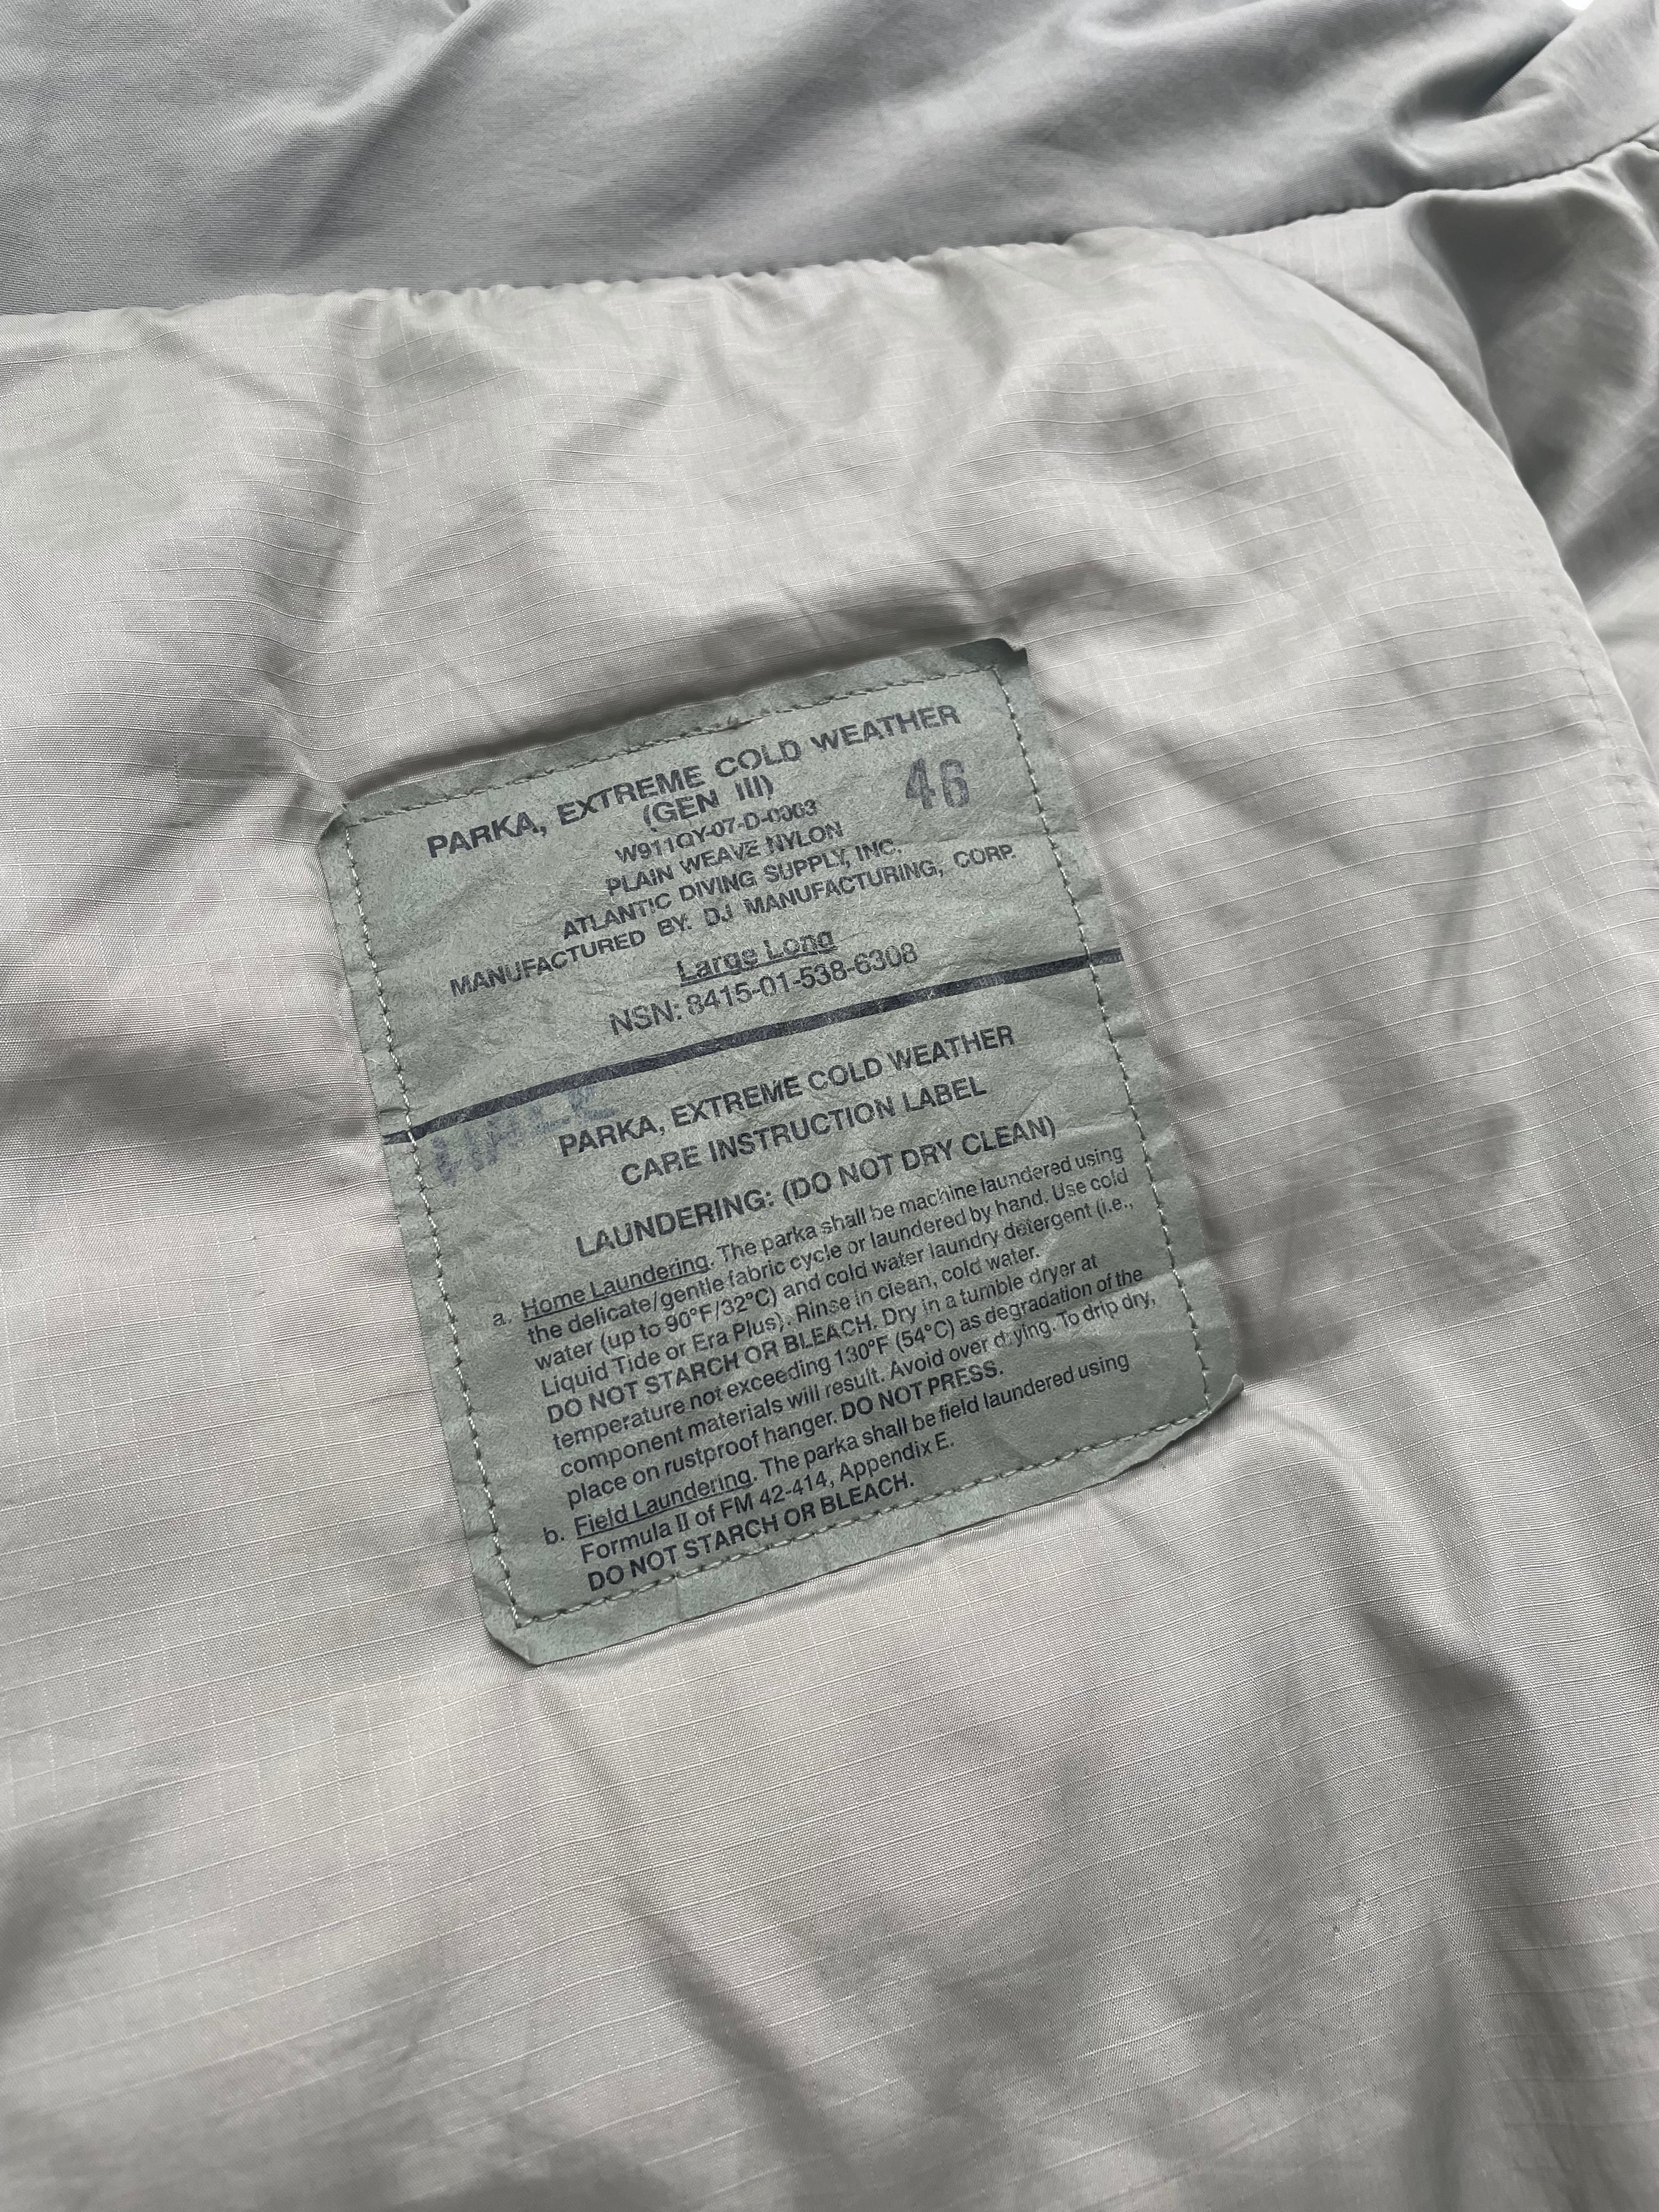 PARKA, EXTREME COLD WEATHER
(GEN III)
46
W911QY-07-D-0003
PLAIN WEAVE NYLON
ATLANTIC DIVING SUPPLY, INC.
MANUFACTURED BY: DJ MANUFACTURING, CORP.
Large Long
NSN: 8415-01-538-6308
PARKA, EXTREME COLD WEATHER
CARE INSTRUCTION LABEL
LAUNDERING: (DO NOT DRY CLEAN)
a. Home Laundering. The parka shall be machine laundered using
the delicate/gentle fabric cycle or laundered by hand. Use cold
water (up to 90°F/32°C) and cold water laundry detergent (i.e.,
Liquid Tide or Era Plus). Rinse in clean, cold water.
DO NOT STARCH OR BLEACH. Dry in a tumble dryer at
temperature not exceeding 130°F (54°C) as degradation of the
component materials will result. Avoid over drying. To drip dry,
place on rustproof hanger. DO NOT PRESS.
b. Field Laundering. The parka shall be field laundered using
Formula II of FM 42-414, Appendix E.
DO NOT STARCH OR BLEACH.